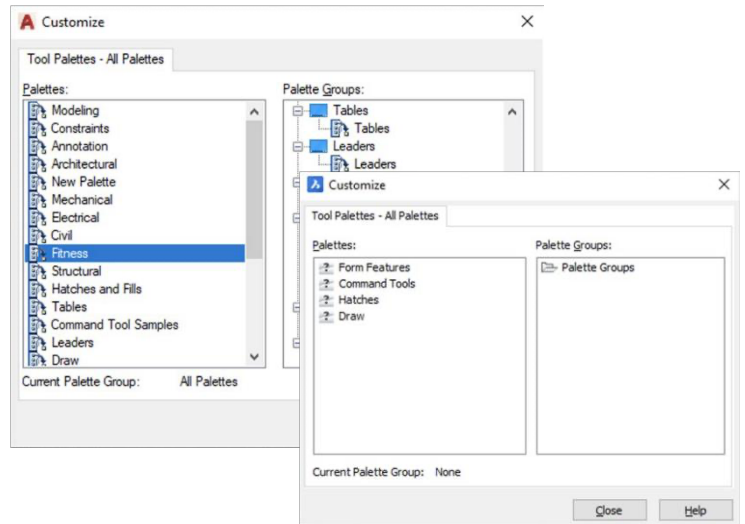 Customize
Tool Palettes - All Palettes
Palettes:
Modeling
Constraints
Annotation
Architectural
New Palette
Mechanical
Electrical
Civil
Fitness
Structural
Hatches and Fills
Tables
Command Tool Samples
Leaders
Draw
Palette Groups:
Tables
Tables
Leaders
Leaders
Current Palette Group: All Palettes
Customize
Tool Palettes - All Palettes
Palettes:
Form Features
Command Tools
Hatches
Draw
Palette Groups:
Palette Groups
Current Palette Group: None
Close
Help